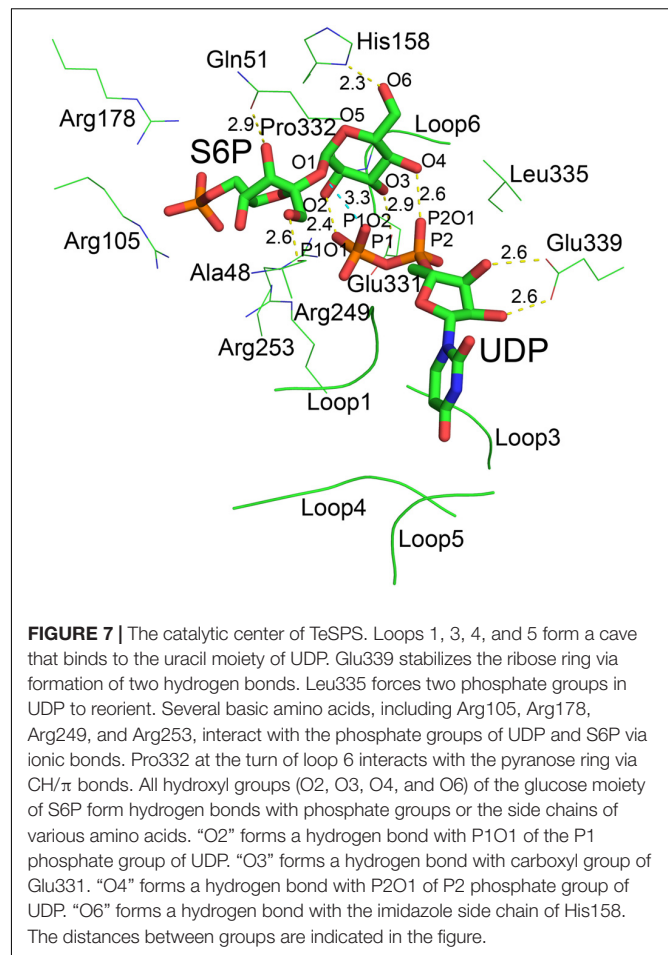 His158
Gln51
2.3
O6
Arg178
2.9
Pro332
O5
Loop6
S6P
O1
O4
Leu335
O3
3.3
2.9
2.6
O2
P1O2
P2O1
Arg105
2.6
2.4
P1
P2
Glu339
P1O1
2.6
Ala48
Glu331
Arg249
2.6
Arg253
UDP
Loop1
Loop3
Loop4
Loop5
FIGURE 7 | The catalytic center of TeSPS. Loops 1, 3, 4, and 5 form a cave
that binds to the uracil moiety of UDP. Glu339 stabilizes the ribose ring via
formation of two hydrogen bonds. Leu335 forces two phosphate groups in
UDP to reorient. Several basic amino acids, including Arg105, Arg178,
Arg249, and Arg253, interact with the phosphate groups of UDP and S6P via
ionic bonds. Pro332 at the turn of loop 6 interacts with the pyranose ring via
CH/π bonds. All hydroxyl groups (O2, O3, O4, and O6) of the glucose moiety
of S6P form hydrogen bonds with phosphate groups or the side chains of
various amino acids. “O2” forms a hydrogen bond with P1O1 of the P1
phosphate group of UDP. “O3” forms a hydrogen bond with carboxyl group of
Glu331. “O4” forms a hydrogen bond with P2O1 of P2 phosphate group of
UDP. “O6” forms a hydrogen bond with the imidazole side chain of His158.
The distances between groups are indicated in the figure.